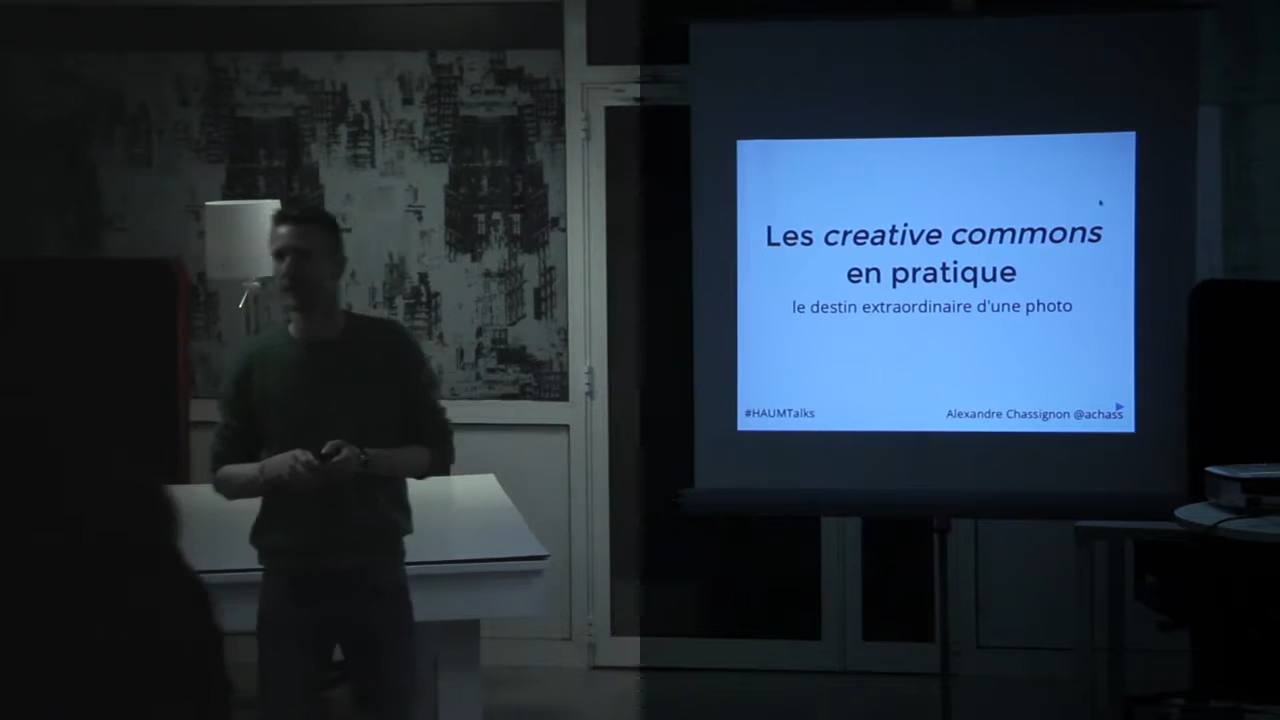 Les creative commons
en pratique
le destin extraordinaire d'une photo
#HAUMTalks
Alexandre Chassignon @achass